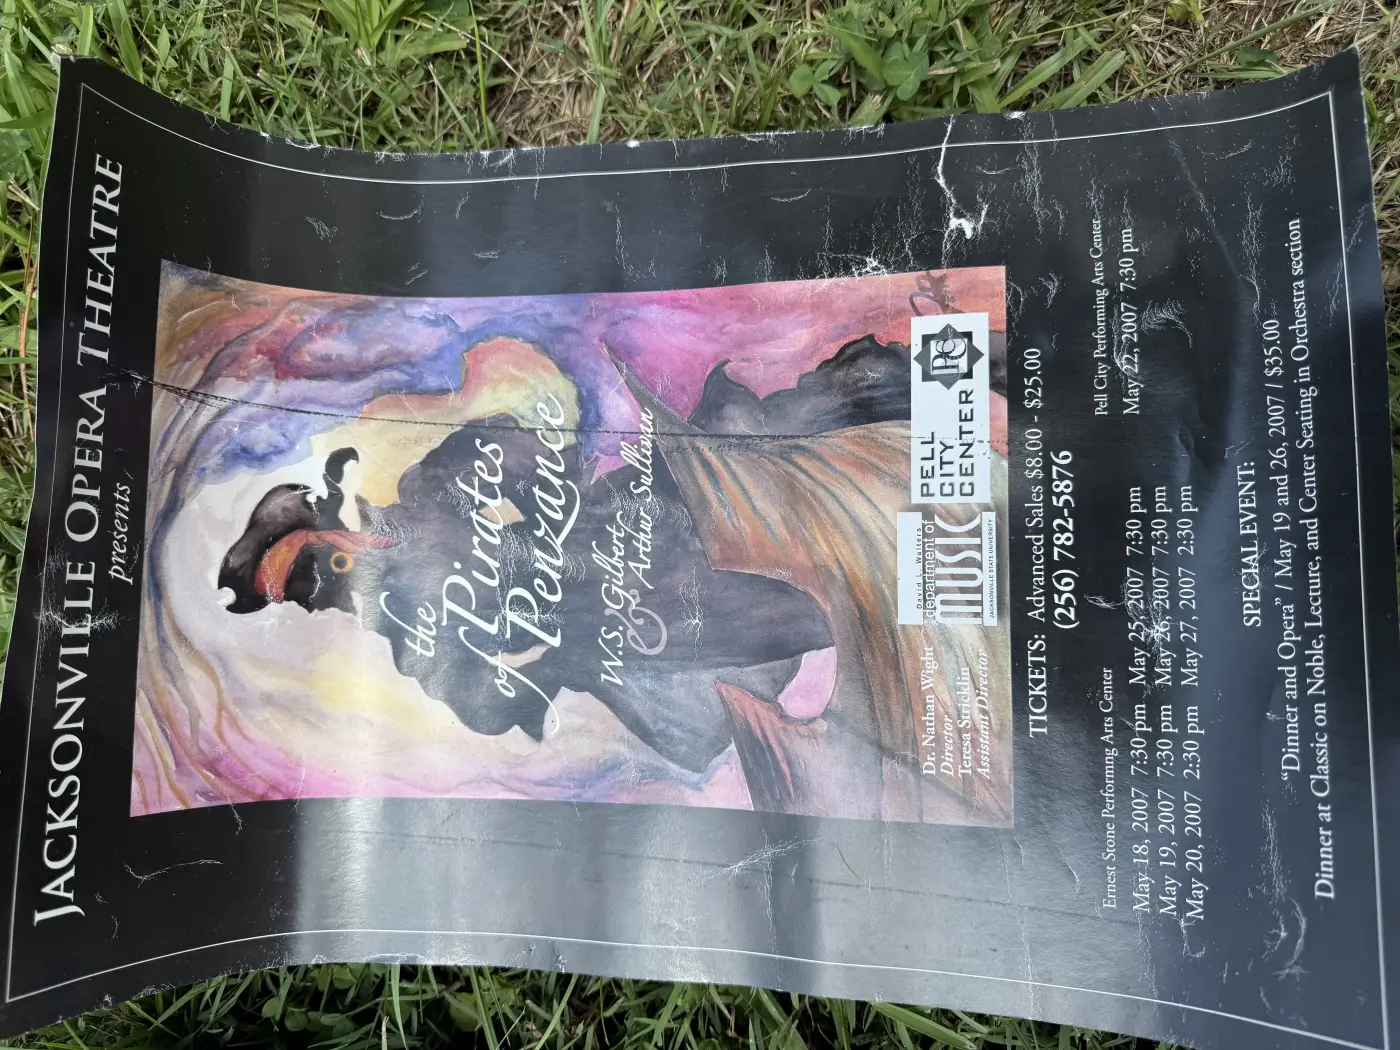 JACKSONVILLE OPERA THEATRE
presents
the
Pirates
of Penzance
W.S. Gilbert
& Arthur Sullivan
Dr. Nathan Wight
Director
Teresa Stricklin
Assistant Director
David L. Walters
department of
MUSIC
JACKSONVILLE STATE UNIVERSITY
PELL
CITY
CENTER
PCC
TICKETS: Advanced Sales $8.00 - $25.00
(256) 782-5876
Ernest Stone Performing Arts Center
May 18, 2007 7:30 pm May 25, 2007 7:30 pm
May 19, 2007 7:30 pm May 26, 2007 7:30 pm
May 20, 2007 2:30 pm May 27, 2007 2:30 pm
Pell City Performing Arts Center
May 22, 2007 7:30 pm
SPECIAL EVENT:
“Dinner and Opera” / May 19 and 26, 2007 / $35.00
Dinner at Classic on Noble, Lecture, and Center Seating in Orchestra section